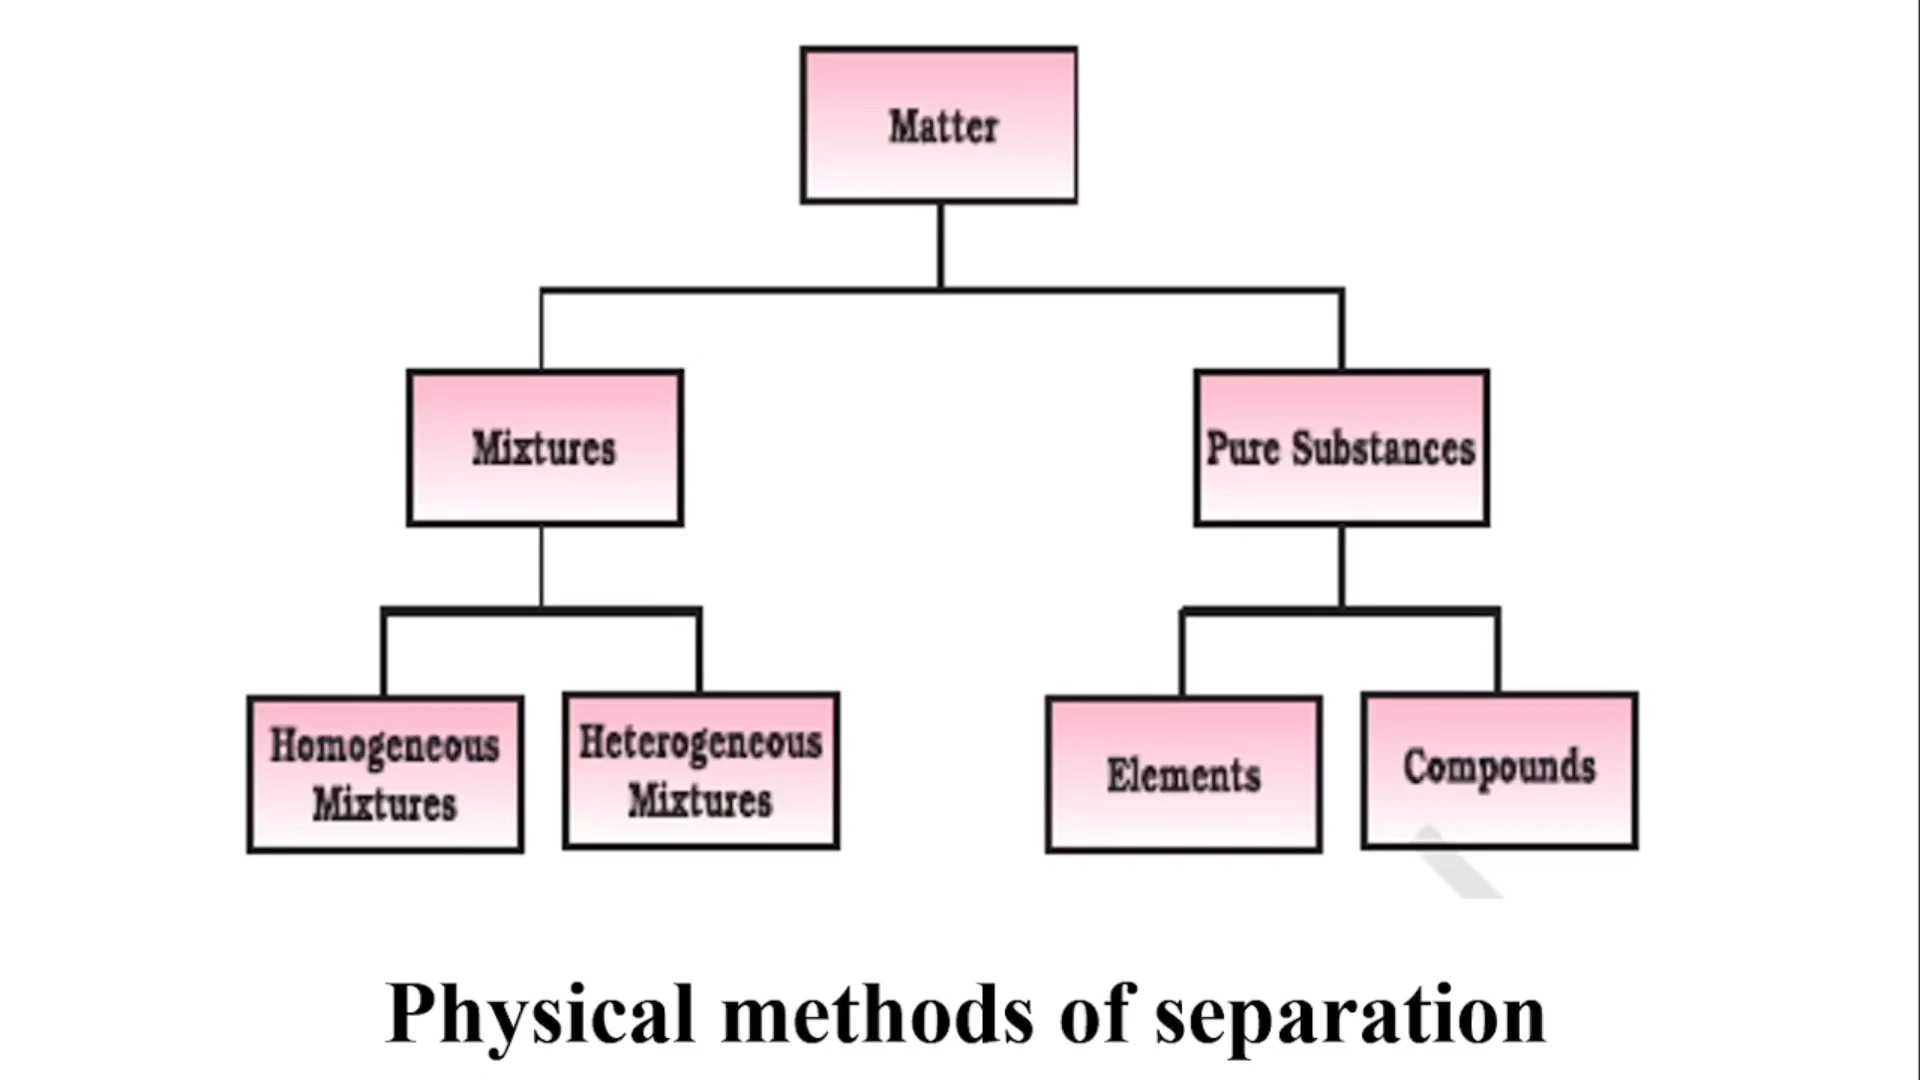 Matter
Mixtures
Pure Substances
Homogeneous
Mixtures
Heterogeneous
Mixtures
Elements
Compounds
Physical methods of separation